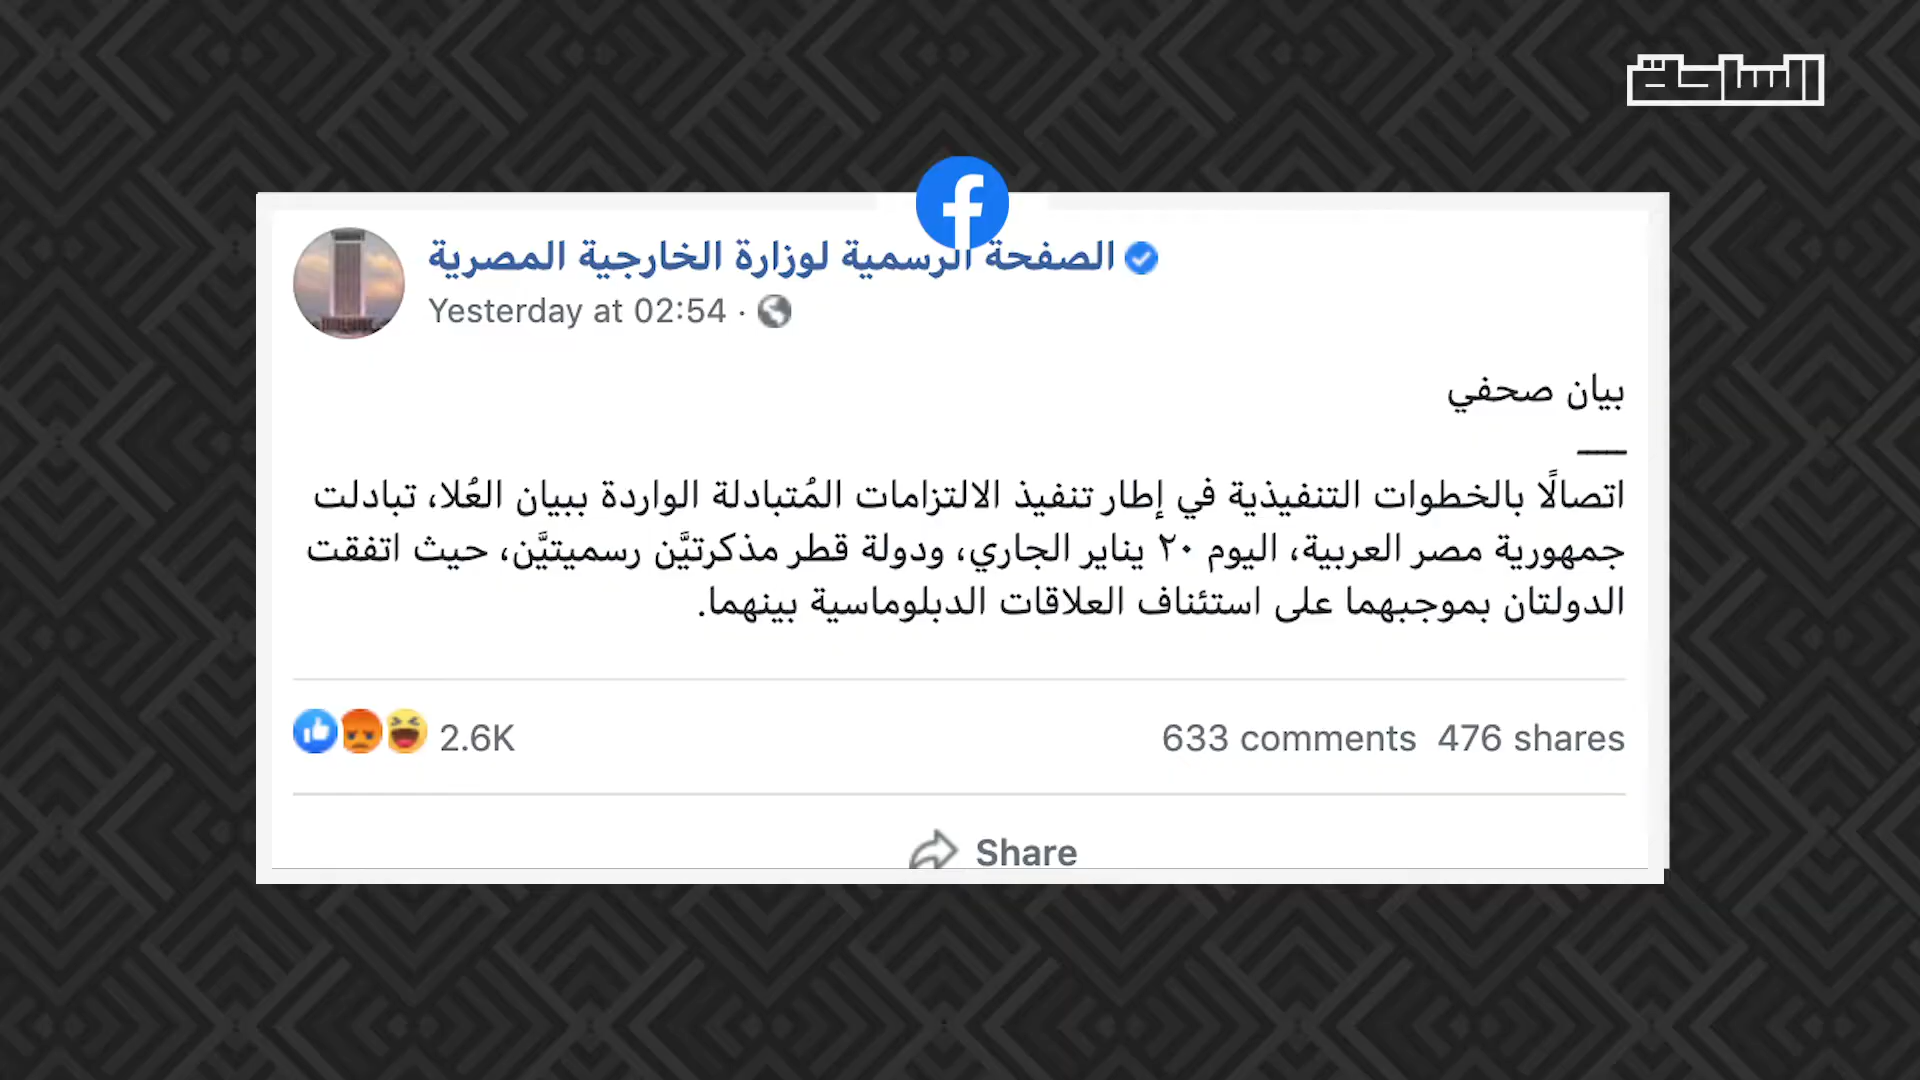 الساحة
الصفحة الرسمية لوزارة الخارجية المصرية
Yesterday at 02:54 ·
بيان صحفي
ــــــ
اتصالًا بالخطوات التنفيذية في إطار تنفيذ الالتزامات المُتبادلة الواردة ببيان العُلا، تبادلت
جمهورية مصر العربية، اليوم ٢٠ يناير الجاري، ودولة قطر مذكرتيَّن رسميتيَّن، حيث اتفقت
الدولتان بموجبهما على استئناف العلاقات الدبلوماسية بينهما.
2.6K 633 comments 476 shares
Share